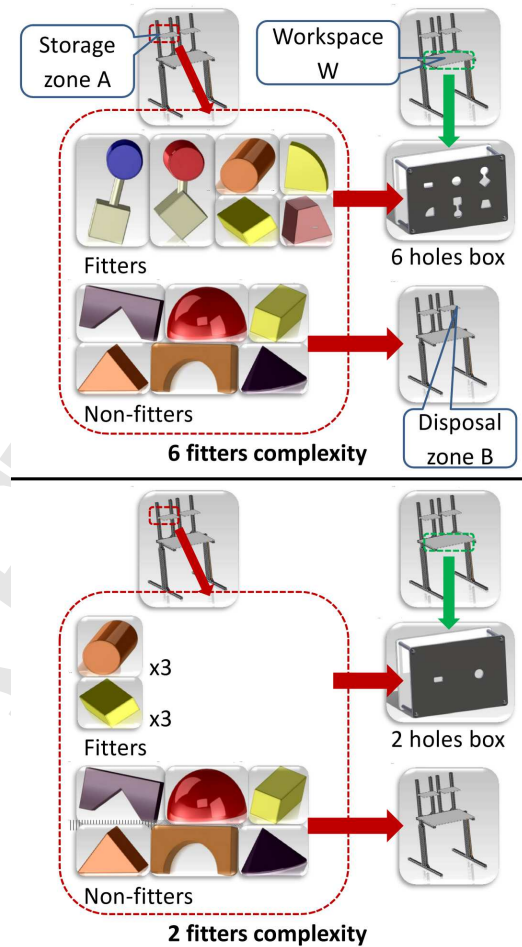 Storage
zone A
Workspace
W
Fitters
6 holes box
Non-fitters
Disposal
zone B
6 fitters complexity
x3
x3
Fitters
2 holes box
Non-fitters
2 fitters complexity